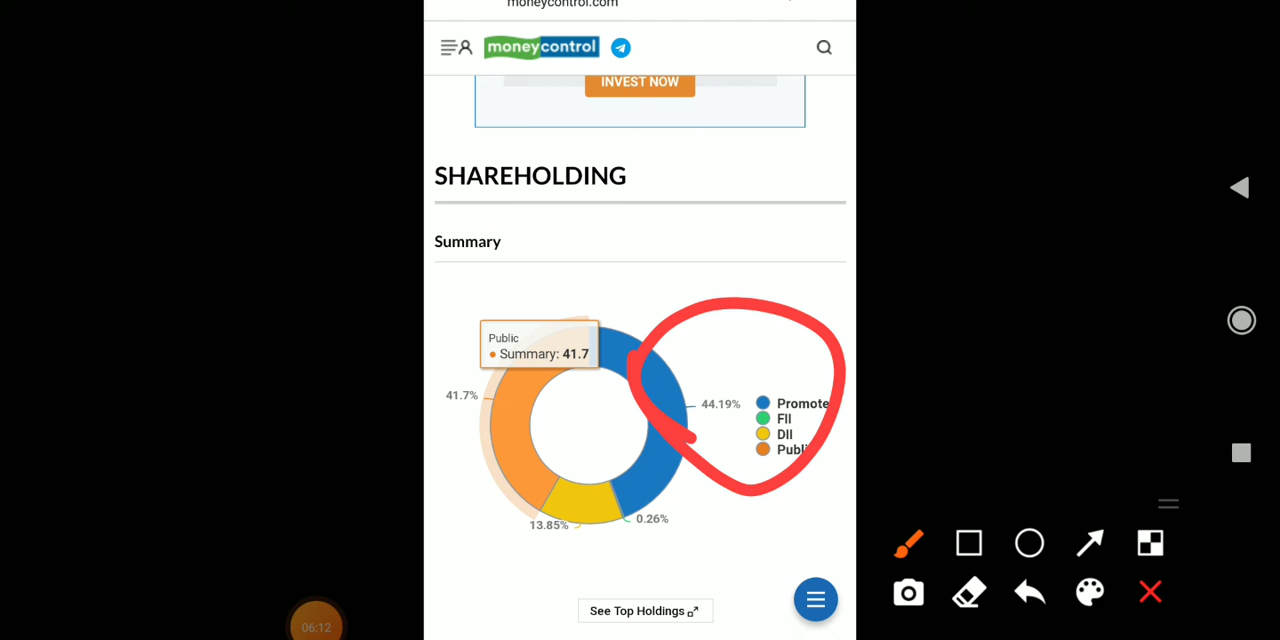 moneycontrol.com
moneycontrol
INVEST NOW
SHAREHOLDING
Summary
Public
Summary: 41.7
41.7%
44.19%
Promote
FII
DII
Publi
13.85%
0.26%
See Top Holdings
06:12